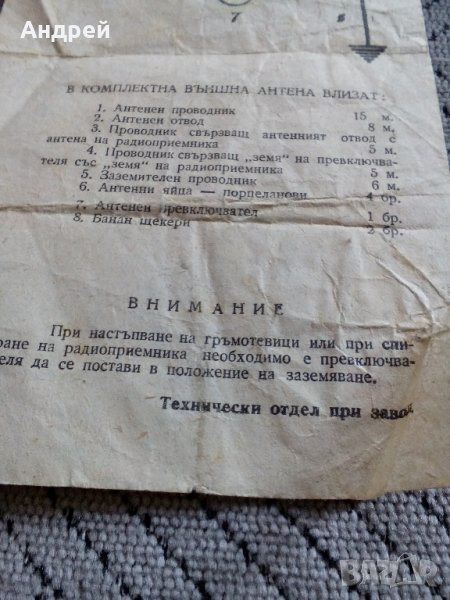 Андрей
7
8
В КОМПЛЕКТНА ВЪНШНА АНТЕНА ВЛИЗАТ:
1. Антенен проводник 15 м.
2. Антенен отвод 8 м.
3. Проводник свързващ антенният отвод с
антена на радиоприемника 5 м.
4. Проводник свързващ „земя“ на превключва-
теля със „земя“ на радиоприемника 5 м.
5. Заземителен проводник 6 м.
6. Антенни яйца — порцеланови 4 бр.
7. Антенен превключвател 1 бр.
8. Банан щекери 2 бр.
ВНИМАНИЕ
При настъпване на гръмотевици или при спи-
ране на радиоприемника необходимо е превключва-
теля да се постави в положение на заземяване.
Технически отдел при завод
BAZAR